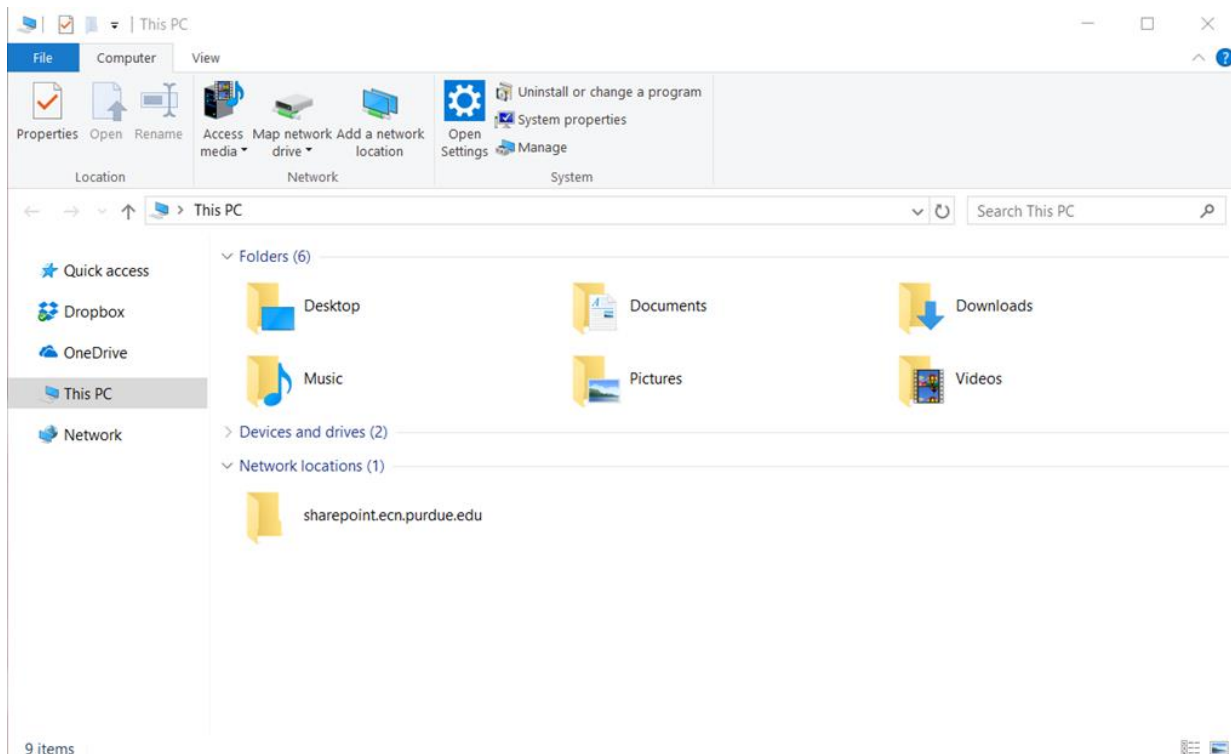 This PC
File Computer View
Properties Open Rename Access media Map network drive Add a network location Open Settings Uninstall or change a program
System properties
Manage
Location Network System
This PC Search This PC
Quick access
Dropbox
OneDrive
This PC
Network
Folders (6)
Desktop Documents Downloads
Music Pictures Videos
Devices and drives (2)
Network locations (1)
sharepoint.ecn.purdue.edu
9 items